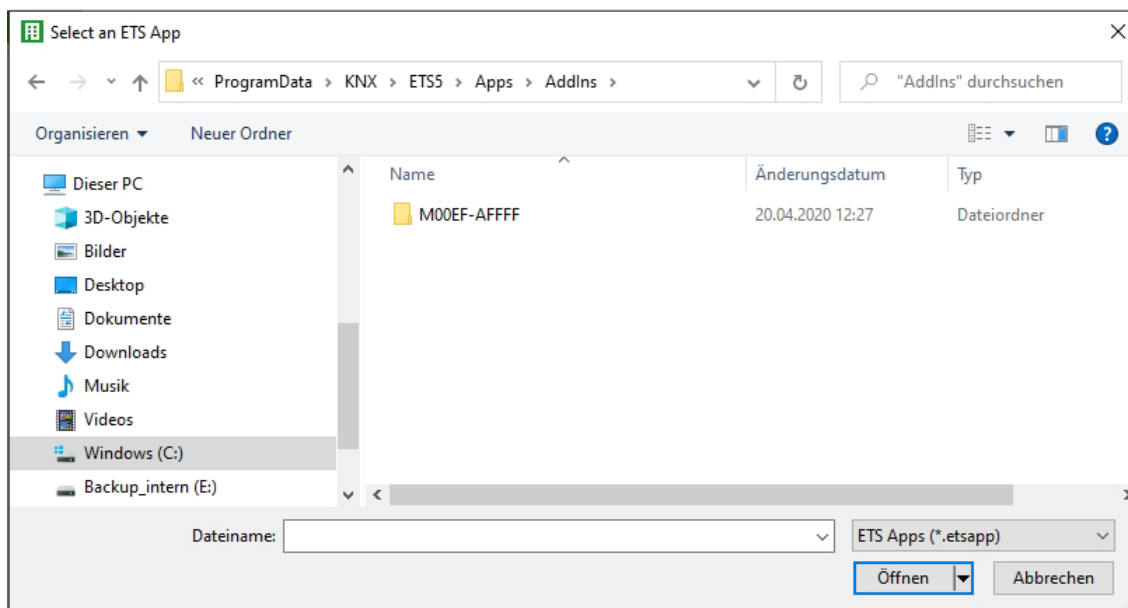 Select an ETS App
« ProgramData › KNX › ETS5 › Apps › AddIns ›
"AddIns" durchsuchen
Organisieren
Neuer Ordner
?
Name
Änderungsdatum
Typ
Dieser PC
3D-Objekte
Bilder
Desktop
Dokumente
Downloads
Musik
Videos
Windows (C:)
Backup_intern (E:)
M00EF-AFFFF
20.04.2020 12:27
Dateiordner
Dateiname:
ETS Apps (*.etsapp)
Öffnen
Abbrechen